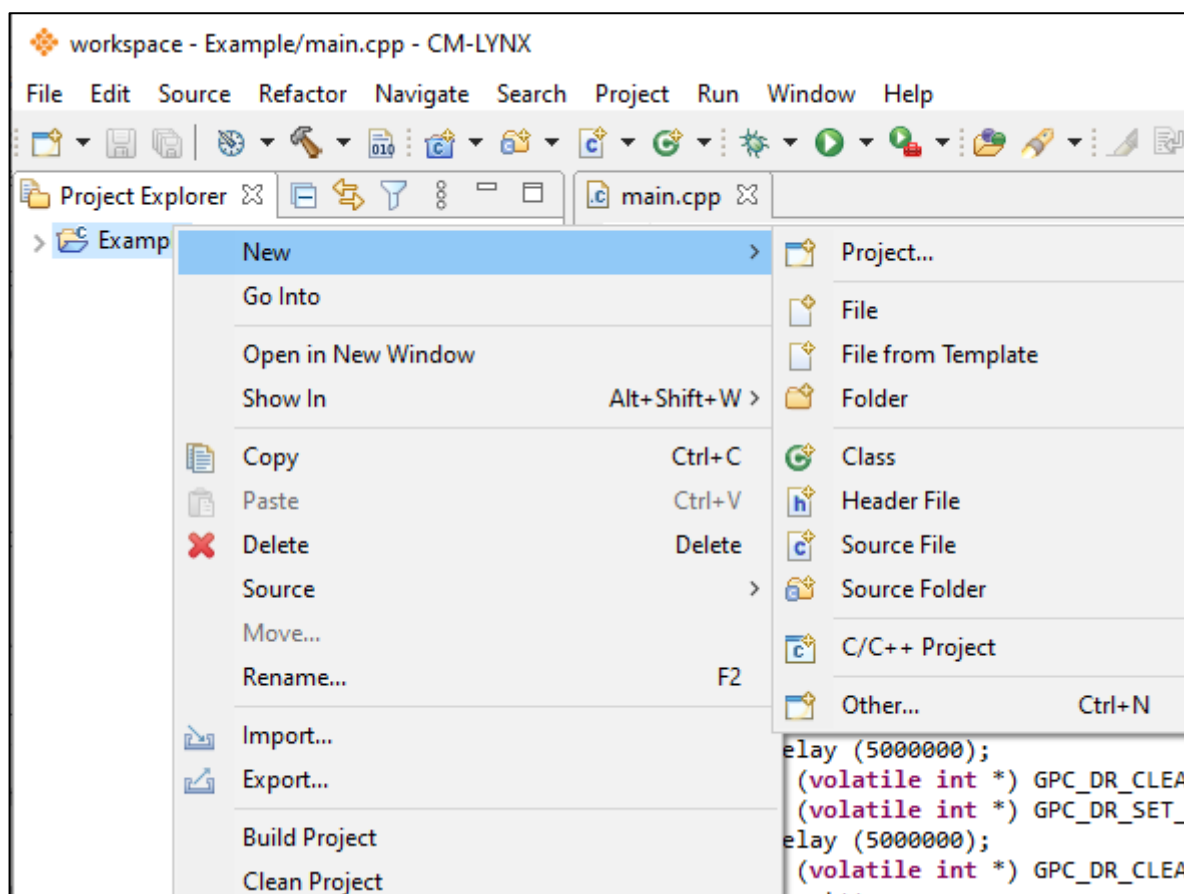 workspace - Example/main.cpp - CM-LYNX
File Edit Source Refactor Navigate Search Project Run Window Help
010
Project Explorer
main.cpp
Examp
New
Go Into
Open in New Window
Show In Alt+Shift+W
Copy Ctrl+C
Paste Ctrl+V
Delete Delete
Source
Move...
Rename... F2
Import...
Export...
Build Project
Clean Project
Project...
File
File from Template
Folder
Class
Header File
Source File
Source Folder
C/C++ Project
Other... Ctrl+N
elay (5000000);
(volatile int *) GPC_DR_CLEA
(volatile int *) GPC_DR_SET_
elay (5000000);
(volatile int *) GPC_DR_CLEA